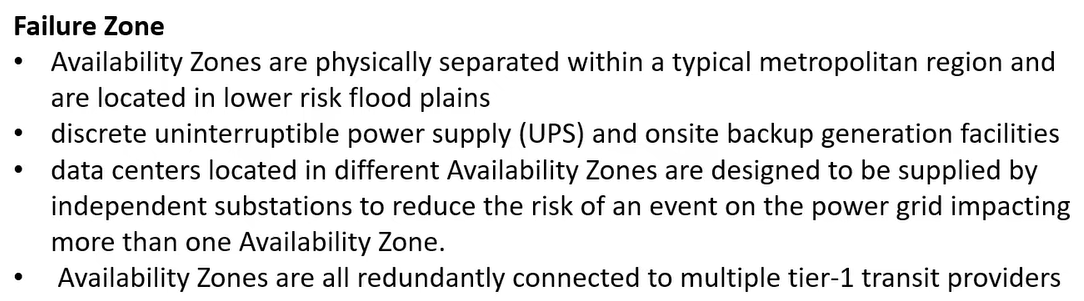 Failure Zone
• Availability Zones are physically separated within a typical metropolitan region and
are located in lower risk flood plains
• discrete uninterruptible power supply (UPS) and onsite backup generation facilities
• data centers located in different Availability Zones are designed to be supplied by
independent substations to reduce the risk of an event on the power grid impacting
more than one Availability Zone.
• Availability Zones are all redundantly connected to multiple tier-1 transit providers